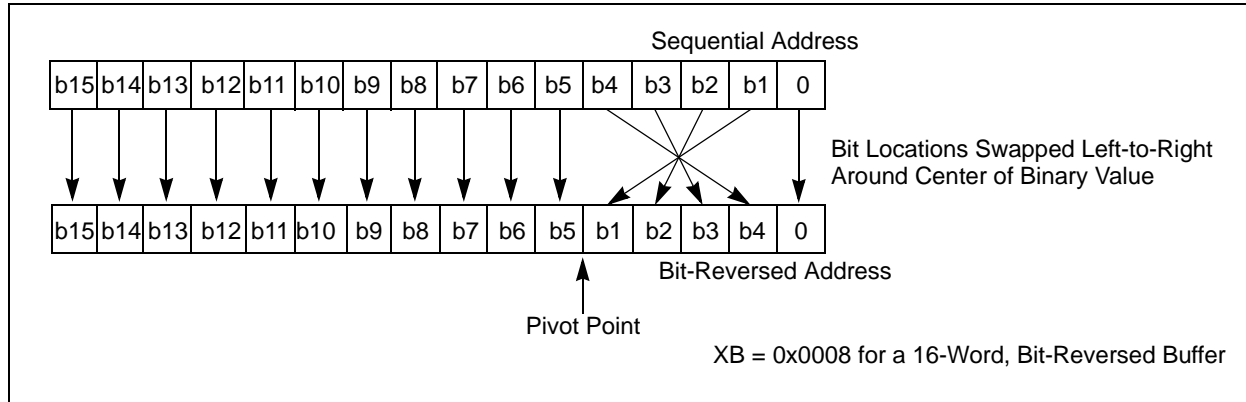 Sequential Address
b15 b14 b13 b12 b11 b10 b9 b8 b7 b6 b5 b4 b3 b2 b1 0
Bit Locations Swapped Left-to-Right
Around Center of Binary Value
b15 b14 b13 b12 b11 b10 b9 b8 b7 b6 b5 b1 b2 b3 b4 0
Bit-Reversed Address
Pivot Point
XB = 0x0008 for a 16-Word, Bit-Reversed Buffer